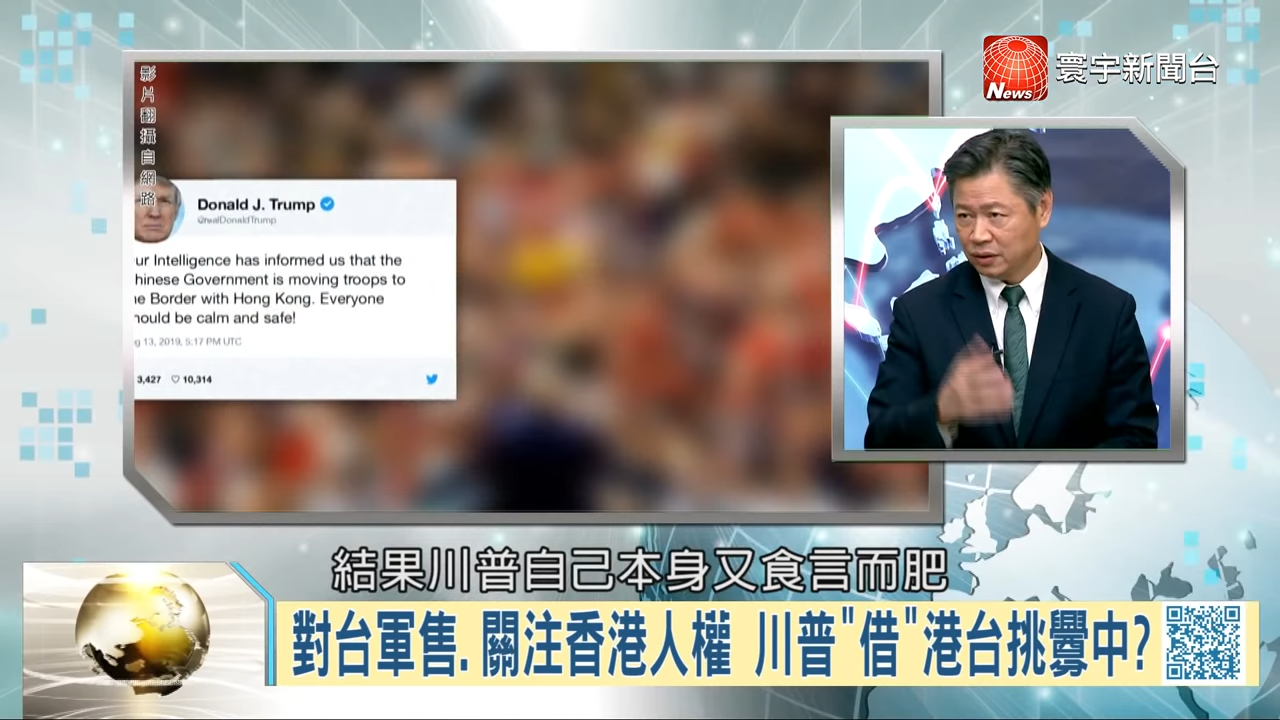 News
寰宇新聞台
影片翻攝自網路
Donald J. Trump
@realDonaldTrump
ur Intelligence has informed us that the
hinese Government is moving troops to
e Border with Hong Kong. Everyone
hould be calm and safe!
g 13, 2019, 5:17 PM UTC
3,427 ♡ 10,314
結果川普自己本身又食言而肥
對台軍售.關注香港人權 川普"借"港台挑釁中?